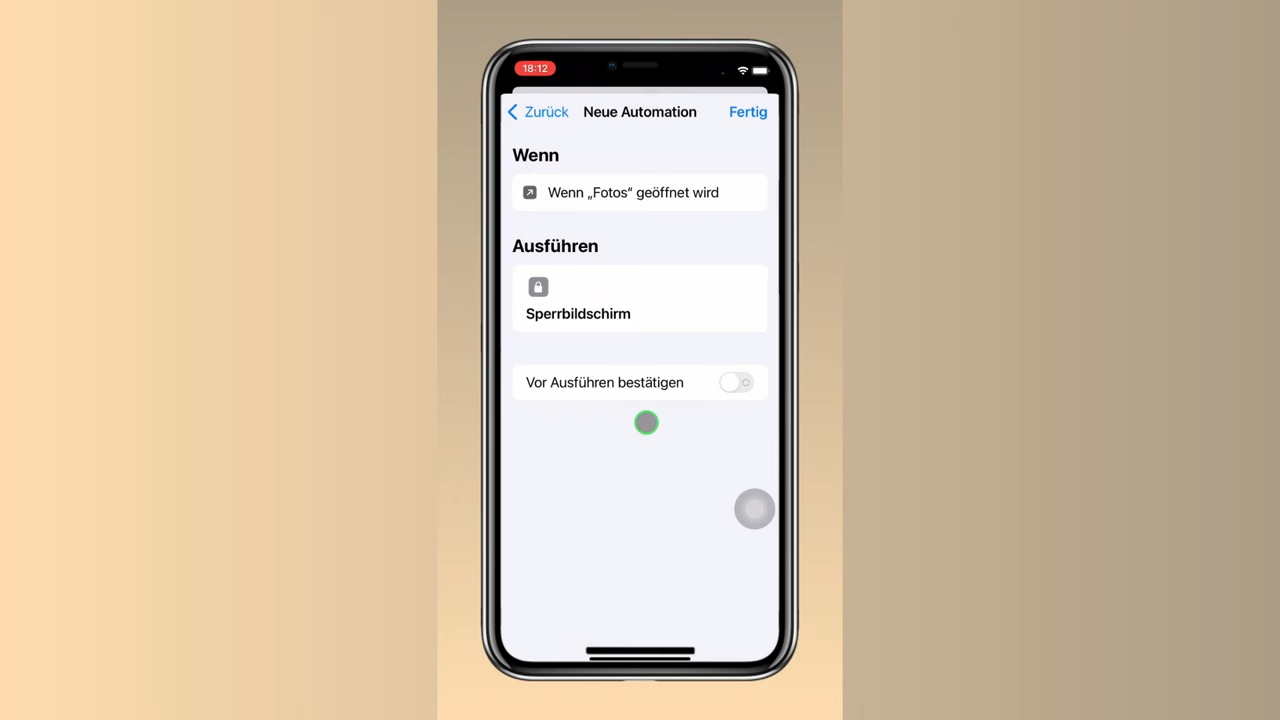 18:12
Zurück Neue Automation Fertig
Wenn
Wenn „Fotos“ geöffnet wird
Ausführen
Sperrbildschirm
Vor Ausführen bestätigen